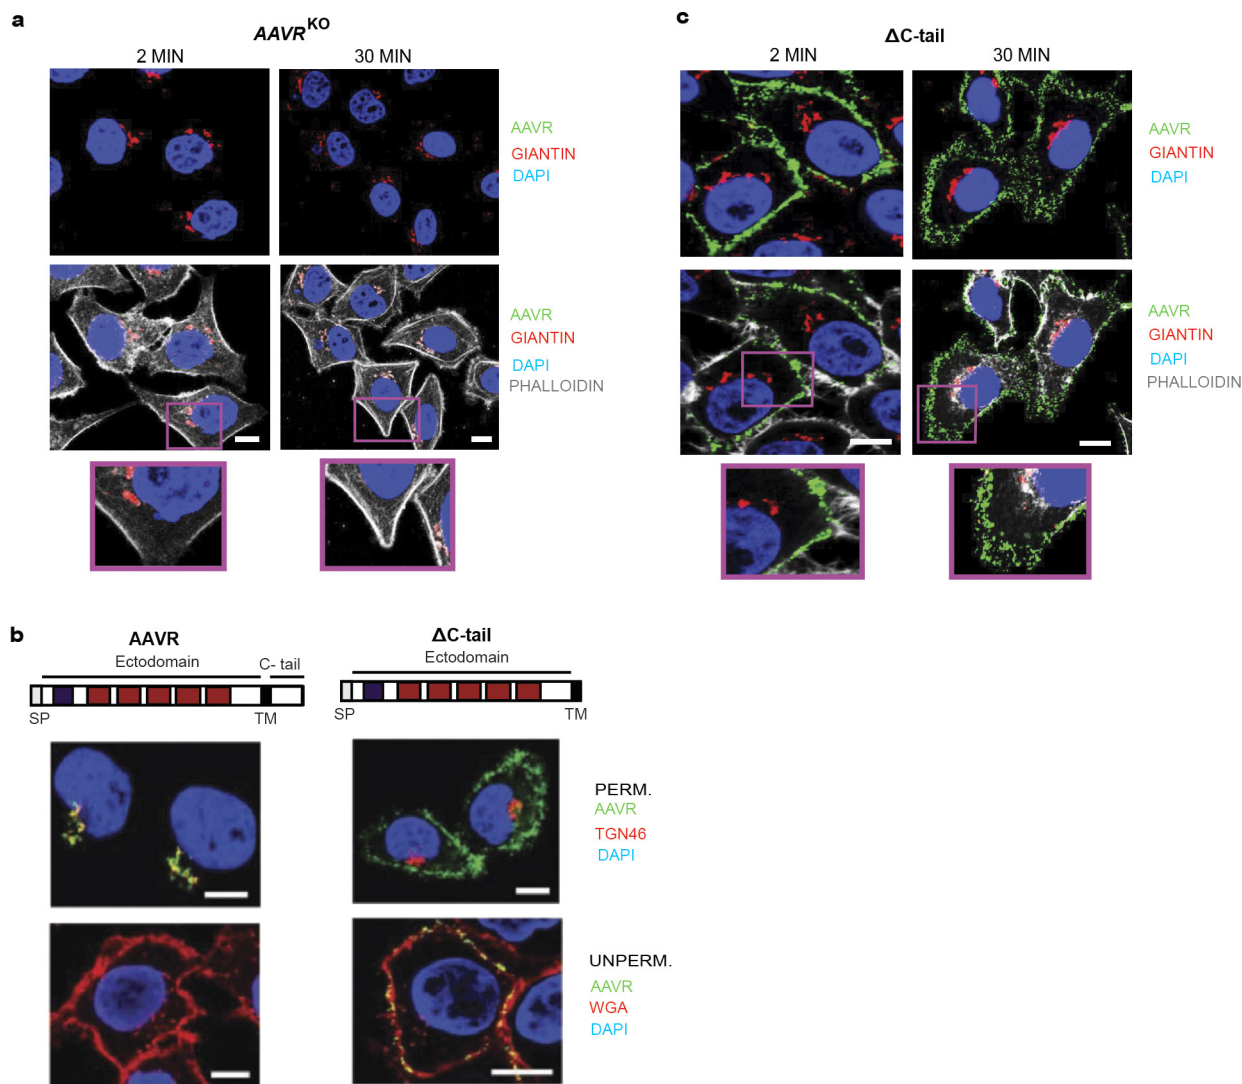 a
AAVR^KO
2 MIN 30 MIN
AAVR
GIANTIN
DAPI
AAVR
GIANTIN
DAPI
PHALLOIDIN
c
ΔC-tail
2 MIN 30 MIN
AAVR
GIANTIN
DAPI
AAVR
GIANTIN
DAPI
PHALLOIDIN
b
AAVR
Ectodomain C- tail
SP TM
ΔC-tail
Ectodomain
SP TM
PERM.
AAVR
TGN46
DAPI
UNPERM.
AAVR
WGA
DAPI